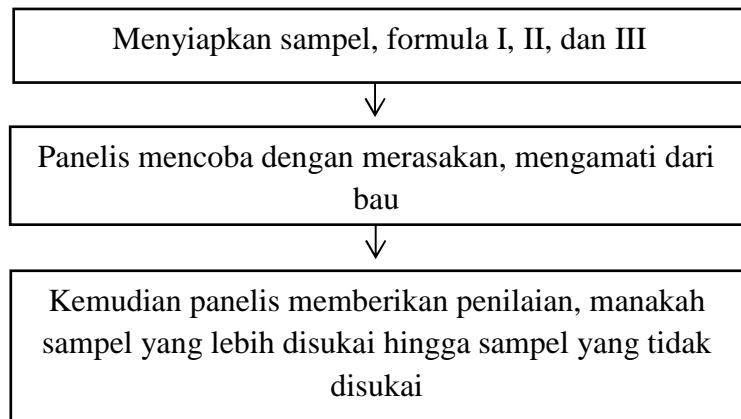 Menyiapkan sampel, formula I, II, dan III
Panelis mencoba dengan merasakan, mengamati dari
bau
Kemudian panelis memberikan penilaian, manakah
sampel yang lebih disukai hingga sampel yang tidak
disukai